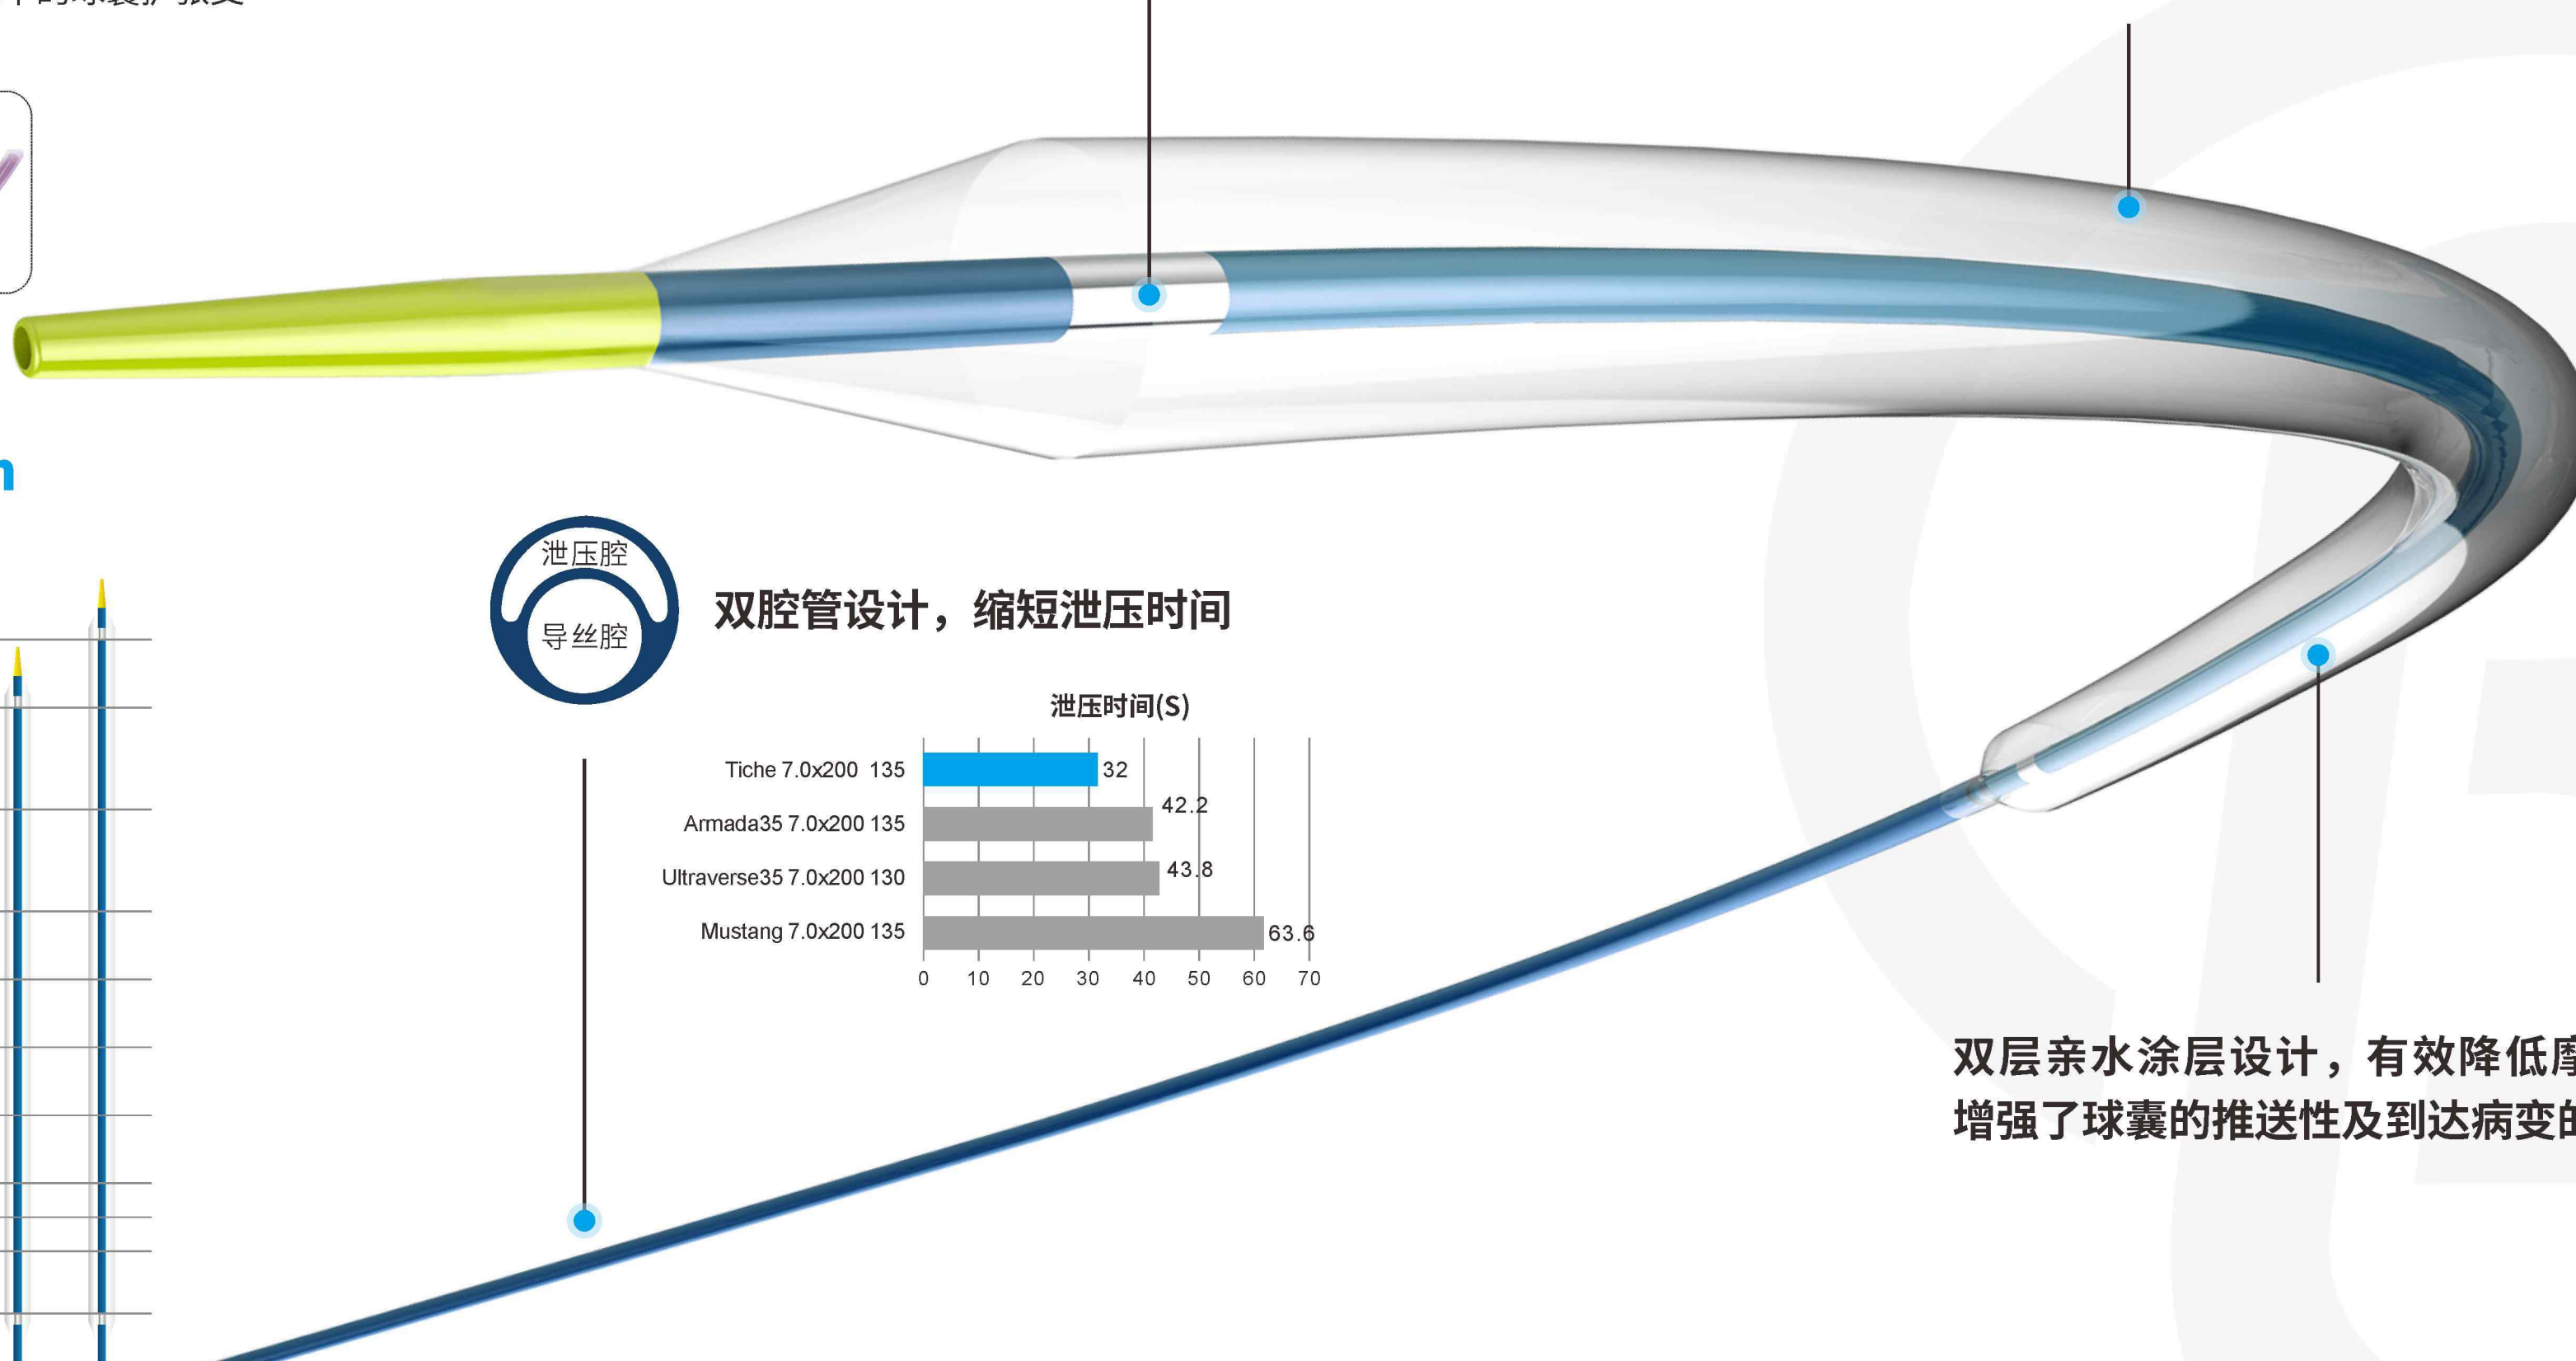 泄压腔
导丝腔
双腔管设计，缩短泄压时间
泄压时间(S)
Tiche 7.0x200 135 32
Armada35 7.0x200 135 42.2
Ultraverse35 7.0x200 130 43.8
Mustang 7.0x200 135 63.6
0 10 20 30 40 50 60 70
双层亲水涂层设计，有效降低
增强了球囊的推送性及到达病变